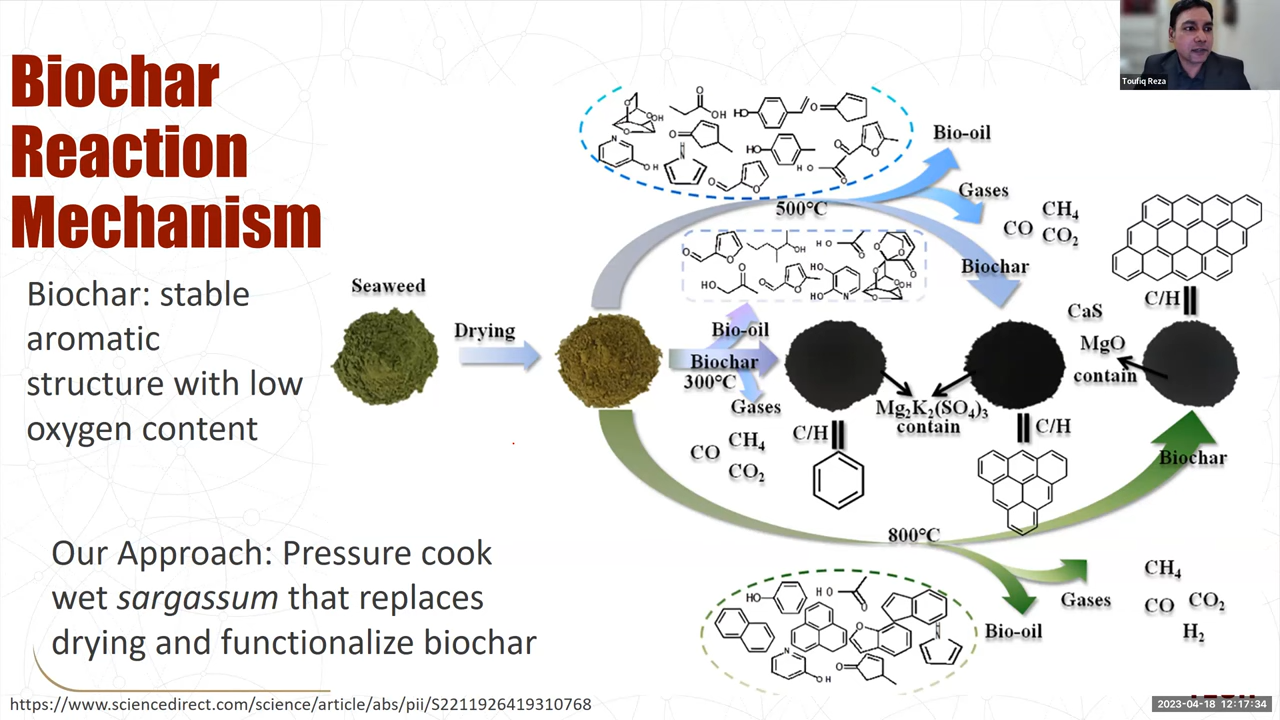 Biochar
Reaction
Mechanism
Biochar: stable
aromatic
structure with low
oxygen content
Our Approach: Pressure cook
wet sargassum that replaces
drying and functionalize biochar
https://www.sciencedirect.com/science/article/abs/pii/S2211926419310768
Toufiq Reza
Seaweed
Drying
500°C
Bio-oil
Gases
CO
CH₄
CO₂
Biochar
Bio-oil
Biochar
300°C
Gases
CO
CH₄
CO₂
C/H
Mg₂K₂(SO₄)₃
contain
C/H
CaS
MgO
contain
C/H
Biochar
800°C
Gases
Bio-oil
CH₄
CO
CO₂
H₂
2023-04-18 12:17:34